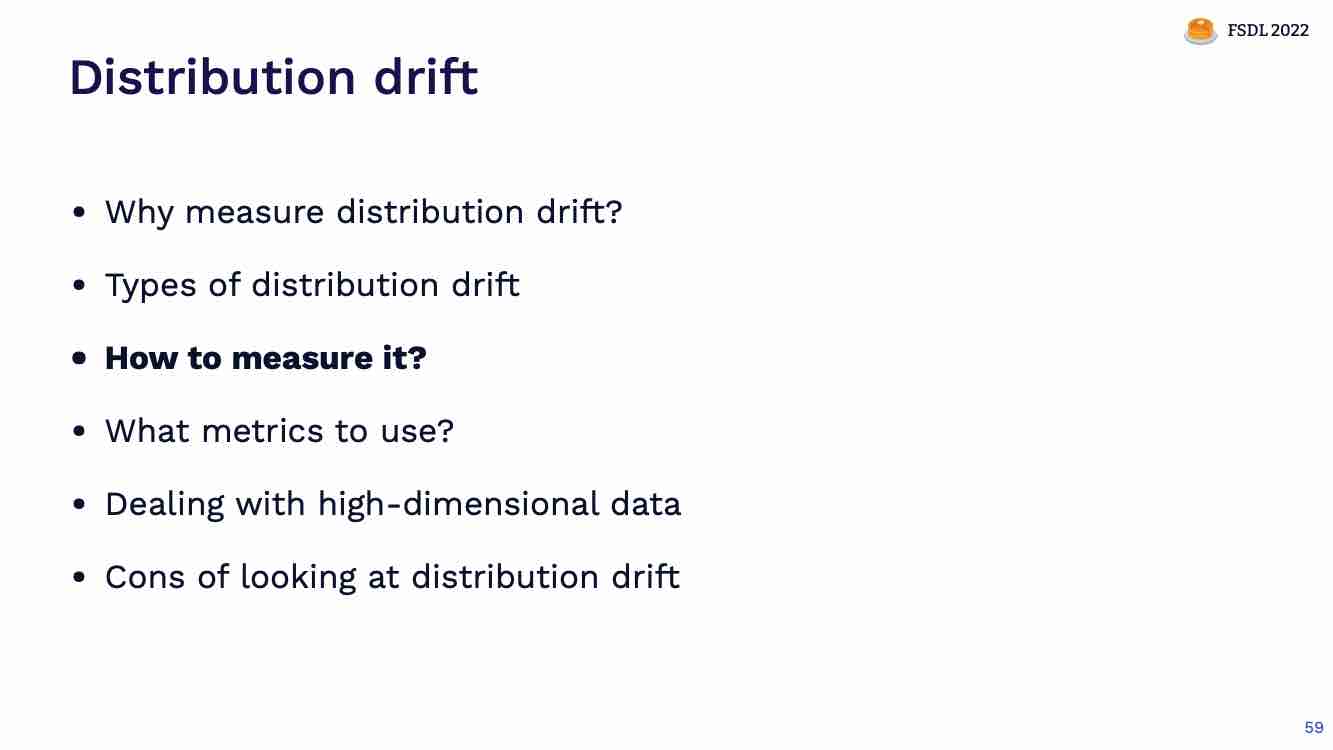 FSDL 2022
Distribution drift
• Why measure distribution drift?
• Types of distribution drift
• How to measure it?
• What metrics to use?
• Dealing with high-dimensional data
• Cons of looking at distribution drift
59